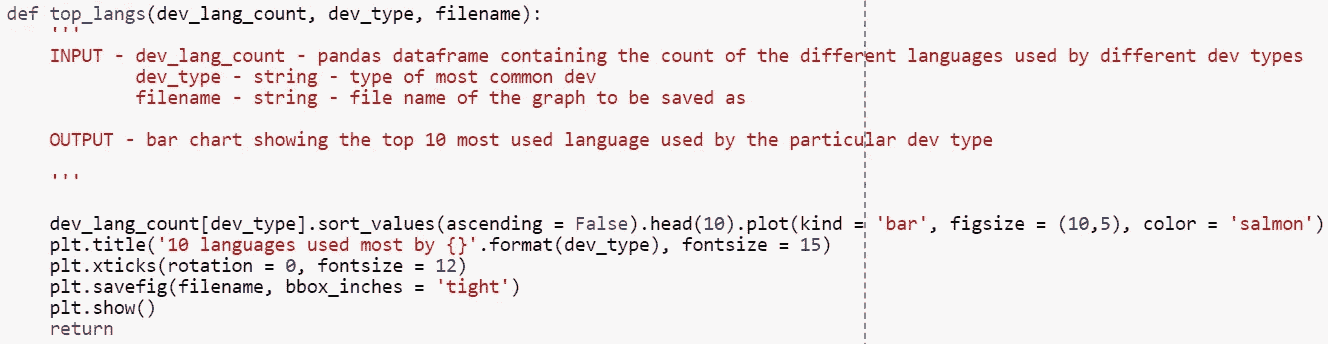 def top_langs(dev_lang_count, dev_type, filename):
    '''
    INPUT - dev_lang_count - pandas dataframe containing the count of the different languages used by different dev types
            dev_type - string - type of most common dev
            filename - string - file name of the graph to be saved as
    OUTPUT - bar chart showing the top 10 most used language used by the particular dev type
    '''
    dev_lang_count[dev_type].sort_values(ascending = False).head(10).plot(kind = 'bar', figsize = (10,5), color = 'salmon')
    plt.title('10 languages used most by {}'.format(dev_type), fontsize = 15)
    plt.xticks(rotation = 0, fontsize = 12)
    plt.savefig(filename, bbox_inches = 'tight')
    plt.show()
    return